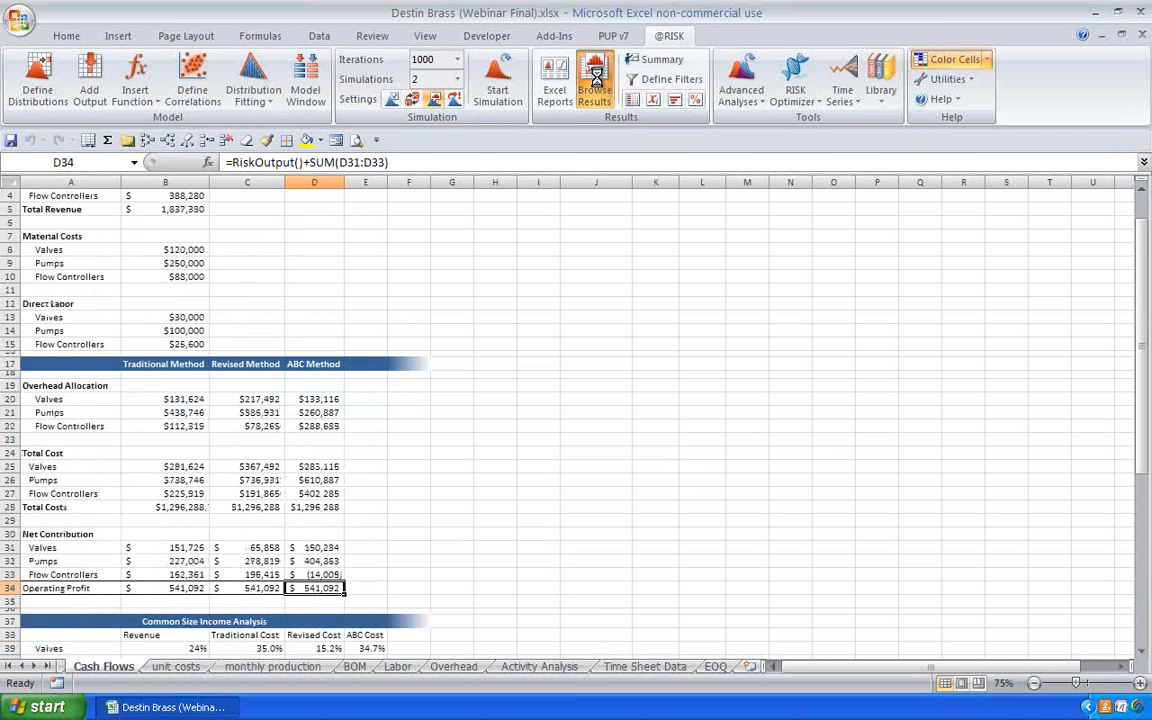 Destin Brass (Webinar Final).xlsx - Microsoft Excel non-commercial use
Home Insert Page Layout Formulas Data Review View Developer Add-Ins PUP v7 @RISK
Define Distributions
Add Output
Insert Function
Define Correlations
Distribution Fitting
Model Window
Model
Iterations 1000
Simulations 2
Settings
Start Simulation
Simulation
Excel Reports
Browse Results
Summary
Define Filters
Results
Advanced Analyses
RISK Optimizer
Time Series
Library
Tools
Color Cells
Utilities
Help
Help
D34 fx =RiskOutput()+SUM(D31:D33)
A B C D E F G H I J K L M N O P Q R S T U
4 Flow Controllers $ 388,280
5 Total Revenue $ 1,837,390
6
7 Material Costs
8 Valves $120,000
9 Pumps $250,000
10 Flow Controllers $88,000
11
12 Direct Labor
13 Valves $30,000
14 Pumps $100,000
15 Flow Controllers $25,600
17 Traditional Method Revised Method ABC Method
19 Overhead Allocation
20 Valves $131,624 $217,492 $133,116
21 Pumps $438,746 $386,931 $260,887
22 Flow Controllers $112,319 $78,265 $288,685
23
24 Total Cost
25 Valves $281,624 $367,492 $283,116
26 Pumps $738,746 $736,931 $610,887
27 Flow Controllers $225,919 $191,865 $402,285
28 Total Costs $1,296,288 $1,296,288 $1,296,288
29
30 Net Contribution
31 Valves $ 151,726 $ 65,858 $ 150,234
32 Pumps $ 227,004 $ 278,819 $ 404,863
33 Flow Controllers $ 162,361 $ 196,415 $ (14,005)
34 Operating Profit $ 541,092 $ 541,092 $ 541,092
35
37 Common Size Income Analysis
38 Revenue Traditional Cost Revised Cost ABC Cost
39 Valves 24% 35.0% 15.2% 34.7%
Cash Flows unit costs monthly production BOM Labor Overhead Activity Analysis Time Sheet Data EOQ
Ready 75%
start Destin Brass (Webina...